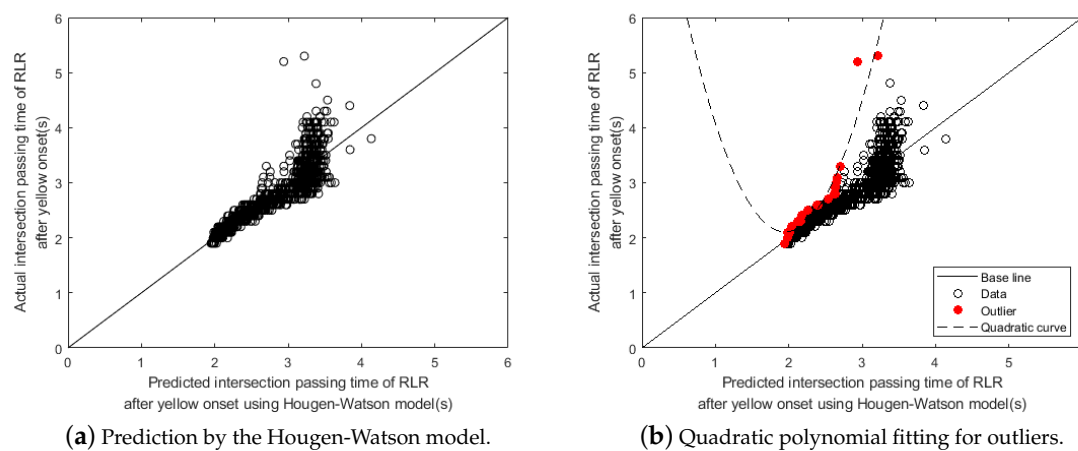 6
5
4
3
2
1
0
0 1 2 3 4 5 6
Actual intersection passing time of RLR
after yellow onset(s)
Predicted intersection passing time of RLR
after yellow onset using Hougen-Watson model(s)
(a) Prediction by the Hougen-Watson model.
6
5
4
3
2
1
0
0 1 2 3 4 5
Actual intersection passing time of RLR
after yellow onset(s)
Base line
Data
Outlier
Quadratic curve
Predicted intersection passing time of RLR
after yellow onset using Hougen-Watson model(s)
(b) Quadratic polynomial fitting for outliers.